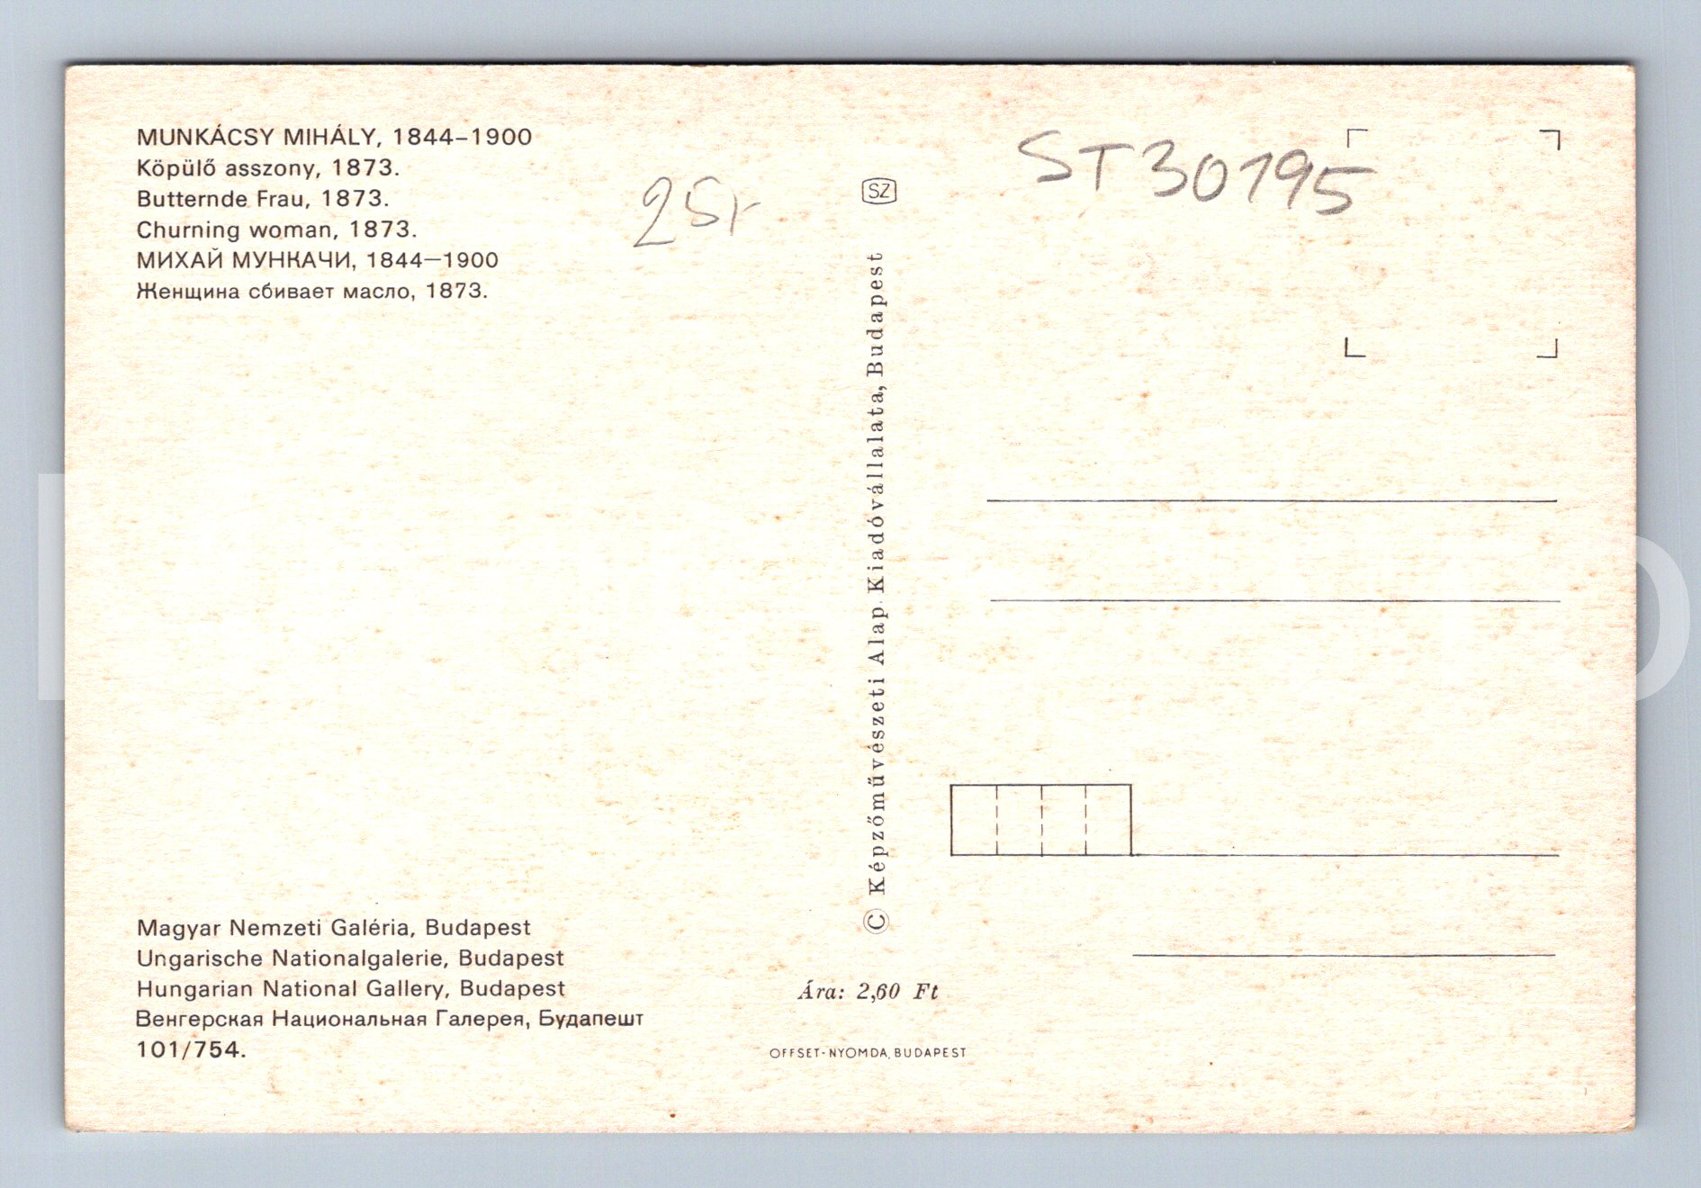 MUNKÁCSY MIHÁLY, 1844–1900
Köpülő asszony, 1873.
Butternde Frau, 1873.
Churning woman, 1873.
МИХАЙ МУНКАЧИ, 1844—1900
Женщина сбивает масло, 1873.
25,-
SZ
ST30195
© Képzőművészeti Alap Kiadóvállalata, Budapest
Magyar Nemzeti Galéria, Budapest
Ungarische Nationalgalerie, Budapest
Hungarian National Gallery, Budapest
Венгерская Национальная Галерея, Будапешт
101/754.
Ára: 2,60 Ft
OFFSET-NYOMDA, BUDAPEST